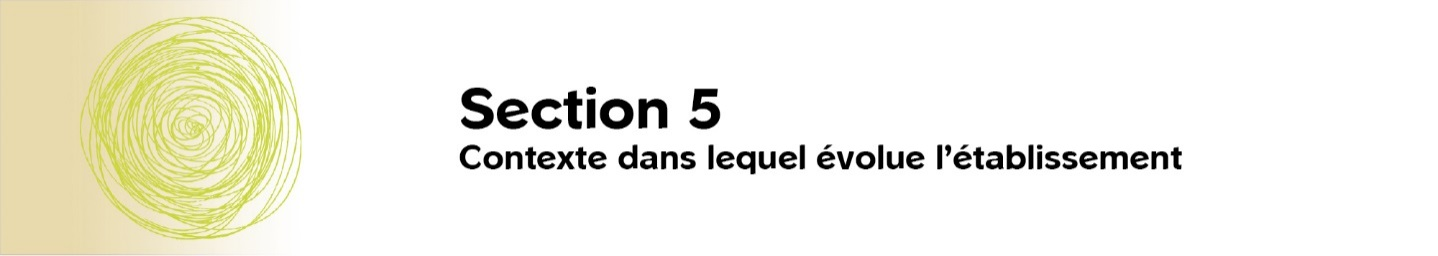 Section 5
Contexte dans lequel évolue l’établissement